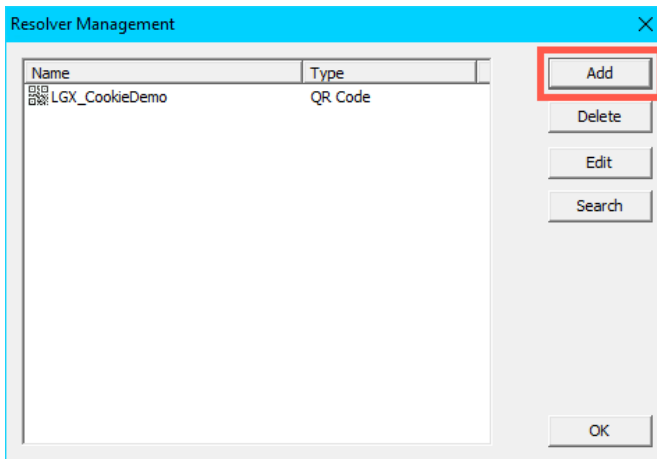 Resolver Management
Name Type
LGX_CookieDemo QR Code
Add
Delete
Edit
Search
OK